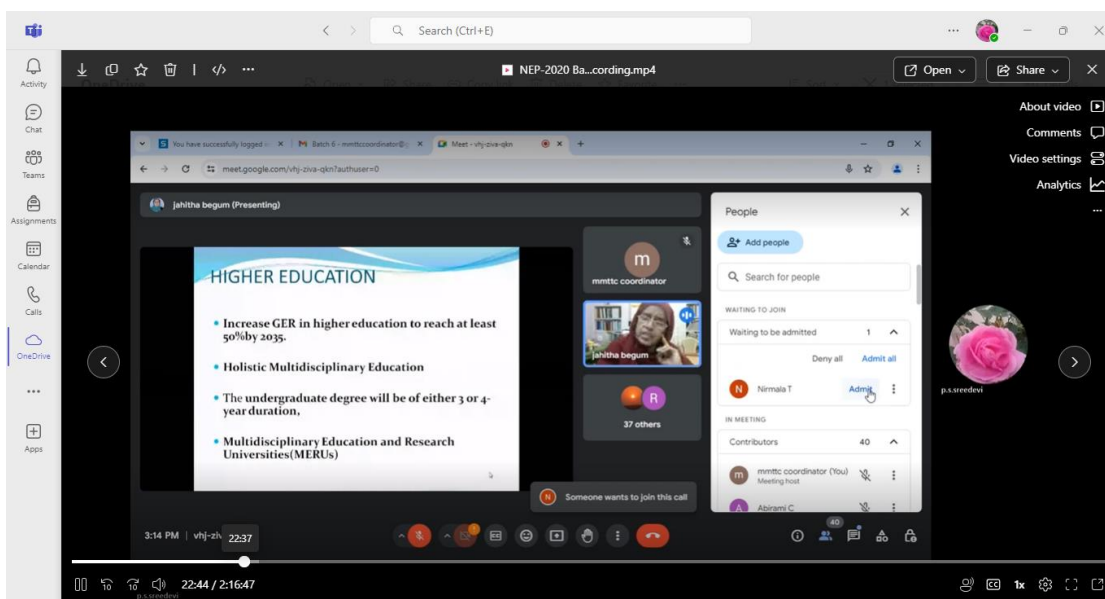 Search (Ctrl+E)
Activity
Chat
Teams
Assignments
Calendar
Calls
OneDrive
Apps
NEP-2020 Ba...cording.mp4
Open
Share
About video
Comments
Video settings
Analytics
Batch 6 - mmttccoordinator@
Meet - vhj-ziva-qkn
meet.google.com/vhj-ziva-qkn?authuser=0
jahitha begum (Presenting)
HIGHER EDUCATION
• Increase GER in higher education to reach at least
50%by 2035.
• Holistic Multidisciplinary Education
• The undergraduate degree will be of either 3 or 4-
year duration,
• Multidisciplinary Education and Research
Universities(MERUs)
m
mmttc coordinator
jahitha begum
R
37 others
N
Someone wants to join this call
People
Add people
Search for people
WAITING TO JOIN
Waiting to be admitted 1
Deny all Admit all
N Nirmala T Admit
IN MEETING
Contributors 40
m mmttc coordinator (You)
Meeting host
A Abirami C
p.s.sreedevi
3:14 PM | vhj-ziv
22:37
40
10 10 22:44 / 2:16:47
p.s.sreedevi
CC 1x